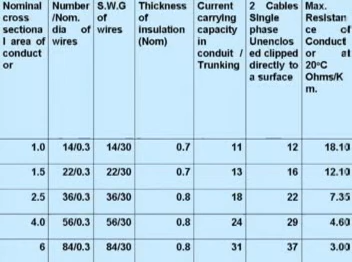 Nominal cross sectional area of conductor | Number /Nom. dia of wires | S.W.G of wires | Thickness of insulation (Nom) | Current carrying capacity in conduit / Trunking | 2 Cables Single phase Unenclosed clipped directly to a surface | Max. Resistance of Conductor at 20°C Ohms/Km.
1.0 14/0.3 14/30 0.7 11 12 18.10
1.5 22/0.3 22/30 0.7 13 16 12.10
2.5 36/0.3 36/30 0.8 18 22 7.35
4.0 56/0.3 56/30 0.8 24 29 4.60
6 84/0.3 84/30 0.8 31 37 3.00